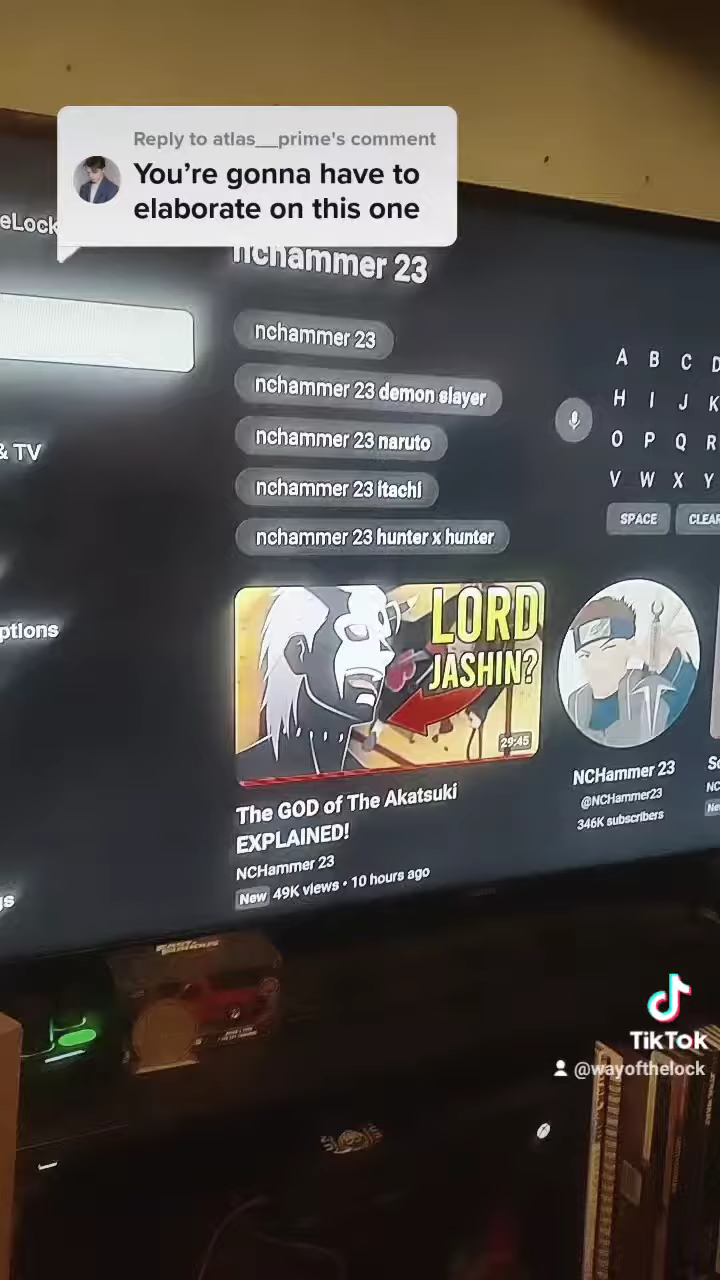 Reply to atlas__prime's comment
You're gonna have to
elaborate on this one
eLock
nchammer 23
nchammer 23
nchammer 23 demon slayer
nchammer 23 naruto
nchammer 23 itachi
nchammer 23 hunter x hunter
& TV
ptions
gs
A B C D
H I J K
O P Q R
V W X Y
SPACE CLEAR
LORD
JASHIN?
29:45
The GOD of The Akatsuki
EXPLAINED!
NCHammer 23
New 49K views • 10 hours ago
NCHammer 23
@NCHammer23
346K subscribers
FAST & FURIOUS
TikTok
@wayofthelock